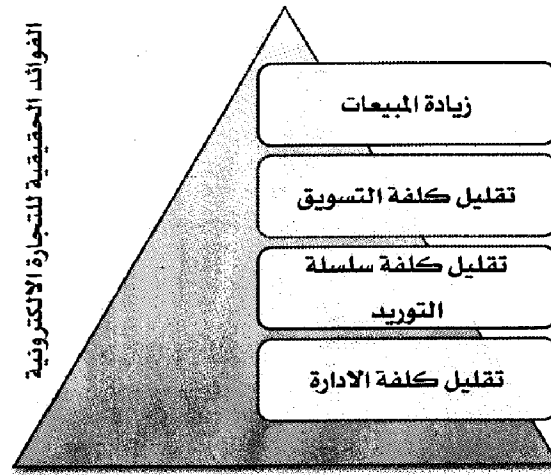 الفوائد الحقيقية للتجارة الالكترونية
زيادة المبيعات
تقليل كلفة التسويق
تقليل كلفة سلسلة
التوريد
تقليل كلفة الادارة